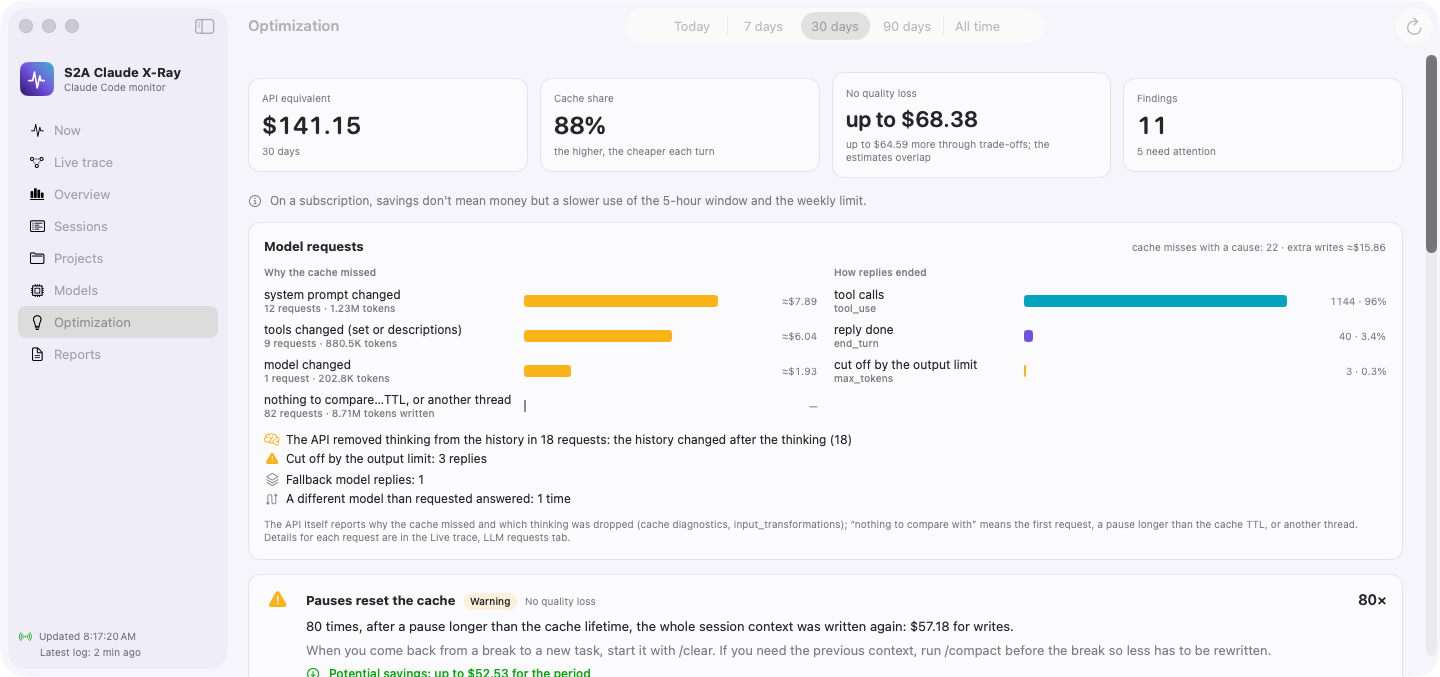 Optimization
Today
7 days
30 days
90 days
All time
S2A Claude X-Ray
Claude Code monitor
Now
Live trace
Overview
Sessions
Projects
Models
Optimization
Reports
Updated 8:17:20 AM
Latest log: 2 min ago
API equivalent
$141.15
30 days
Cache share
88%
the higher, the cheaper each turn
No quality loss
up to $68.38
up to $64.59 more through trade-offs; the
estimates overlap
Findings
11
5 need attention
On a subscription, savings don't mean money but a slower use of the 5-hour window and the weekly limit.
Model requests
cache misses with a cause: 22 · extra writes ≈$15.86
Why the cache missed
system prompt changed
12 requests · 1.23M tokens
≈$7.89
tools changed (set or descriptions)
9 requests · 880.5K tokens
≈$6.04
model changed
1 request · 202.8K tokens
≈$1.93
nothing to compare…TTL, or another thread
82 requests · 8.71M tokens written
—
How replies ended
tool calls
tool_use
1144 · 96%
reply done
end_turn
40 · 3.4%
cut off by the output limit
max_tokens
3 · 0.3%
The API removed thinking from the history in 18 requests: the history changed after the thinking (18)
Cut off by the output limit: 3 replies
Fallback model replies: 1
A different model than requested answered: 1 time
The API itself reports why the cache missed and which thinking was dropped (cache diagnostics, input_transformations); “nothing to compare with” means the first request, a pause longer than the cache TTL, or another thread.
Details for each request are in the Live trace, LLM requests tab.
Pauses reset the cache
Warning
No quality loss
80×
80 times, after a pause longer than the cache lifetime, the whole session context was written again: $57.18 for writes.
When you come back from a break to a new task, start it with /clear. If you need the previous context, run /compact before the break so less has to be rewritten.
Potential savings: up to $52.53 for the period